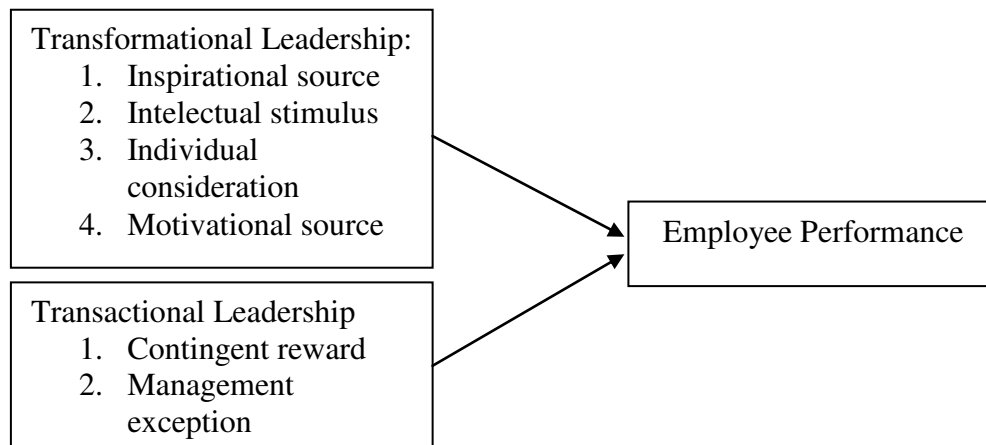 Transformational Leadership:
1. Inspirational source
2. Intelectual stimulus
3. Individual
consideration
4. Motivational source
Employee Performance
Transactional Leadership
1. Contingent reward
2. Management
exception